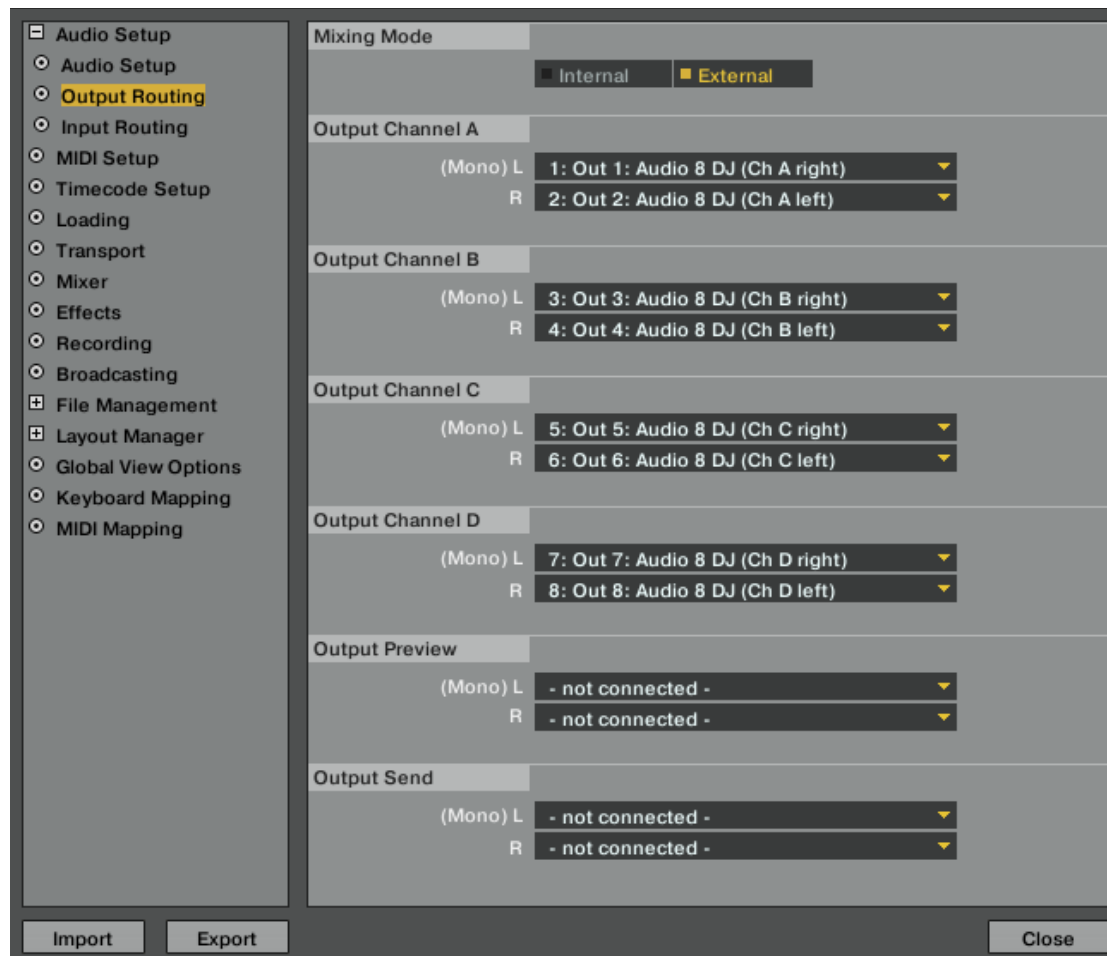 Audio Setup
Audio Setup
Output Routing
Input Routing
MIDI Setup
Timecode Setup
Loading
Transport
Mixer
Effects
Recording
Broadcasting
File Management
Layout Manager
Global View Options
Keyboard Mapping
MIDI Mapping
Import Export
Mixing Mode
Internal External
Output Channel A
(Mono) L 1: Out 1: Audio 8 DJ (Ch A right)
R 2: Out 2: Audio 8 DJ (Ch A left)
Output Channel B
(Mono) L 3: Out 3: Audio 8 DJ (Ch B right)
R 4: Out 4: Audio 8 DJ (Ch B left)
Output Channel C
(Mono) L 5: Out 5: Audio 8 DJ (Ch C right)
R 6: Out 6: Audio 8 DJ (Ch C left)
Output Channel D
(Mono) L 7: Out 7: Audio 8 DJ (Ch D right)
R 8: Out 8: Audio 8 DJ (Ch D left)
Output Preview
(Mono) L - not connected -
R - not connected -
Output Send
(Mono) L - not connected -
R - not connected -
Close